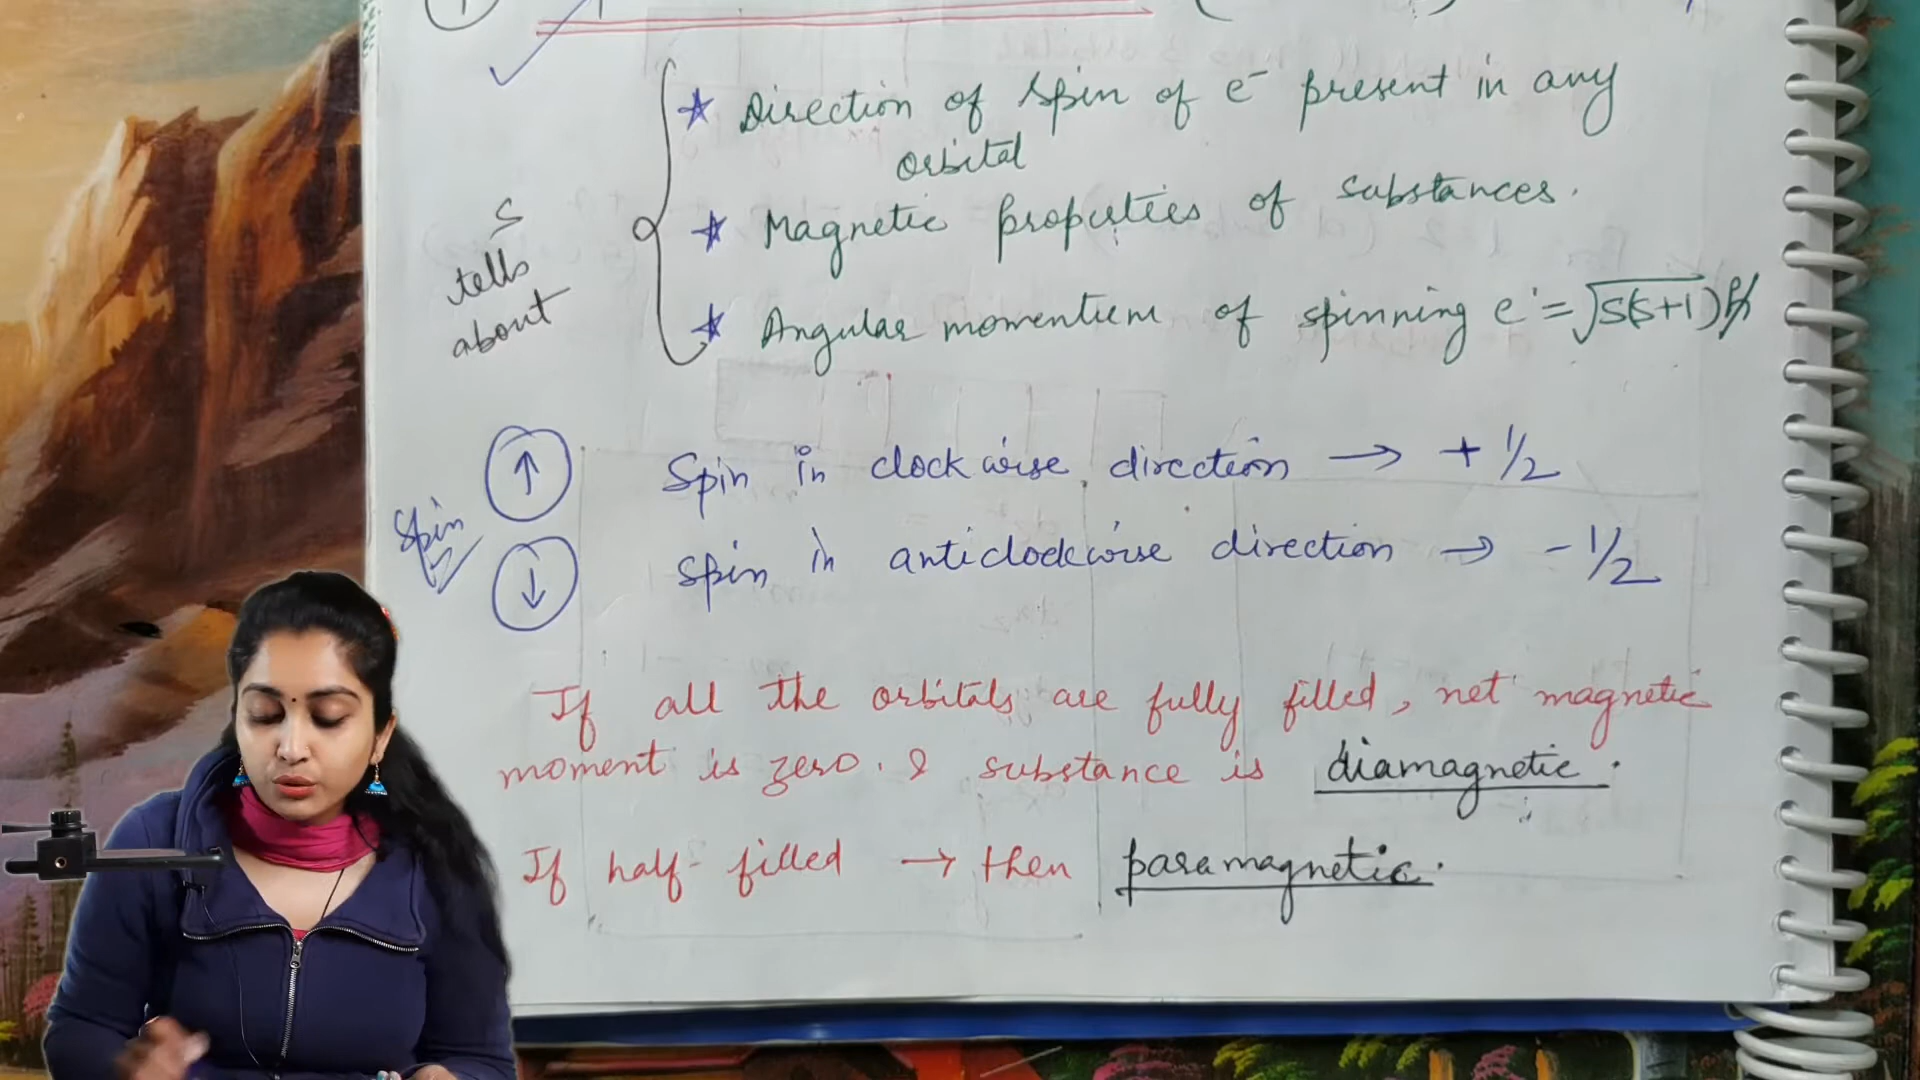 ★ Direction of spin of e⁻ present in any
orbital
★ Magnetic properties of substances.
s
tells
about
★ Angular momentum of spinning e⁻ = √s(s+1) ħ
↑ Spin in clockwise direction → + 1/2
Spin
↓ Spin in anticlockwise direction → - 1/2
If all the orbitals are fully filled, net magnetic
moment is zero. & substance is diamagnetic.
If half-filled → then paramagnetic.